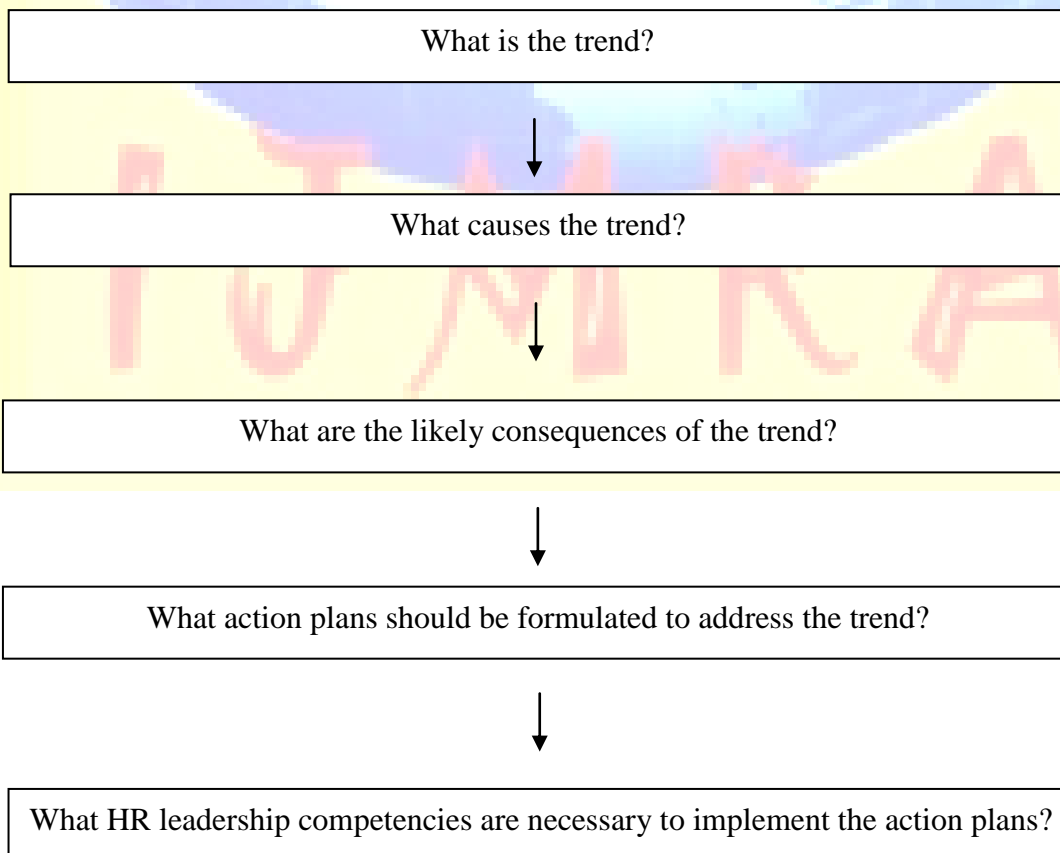 What is the trend?
What causes the trend?
IJMRA
What are the likely consequences of the trend?
What action plans should be formulated to address the trend?
What HR leadership competencies are necessary to implement the action plans?